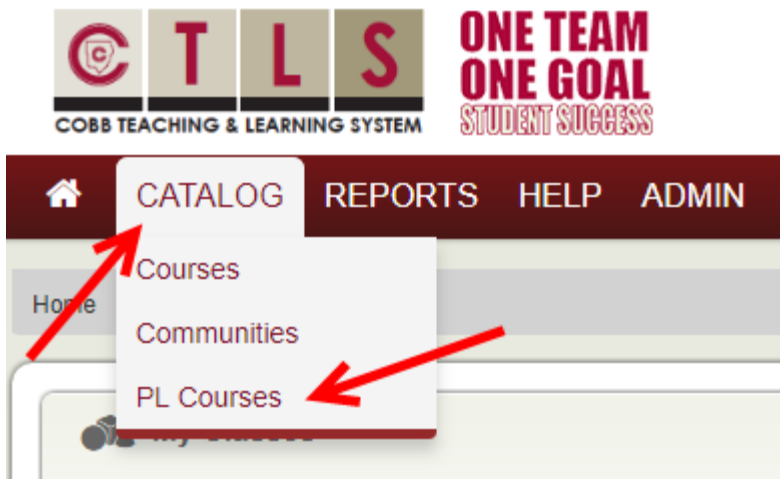 C T L S
COBB TEACHING & LEARNING SYSTEM
ONE TEAM
ONE GOAL
STUDENT SUCCESS
CATALOG REPORTS HELP ADMIN
Home
Courses
Communities
PL Courses